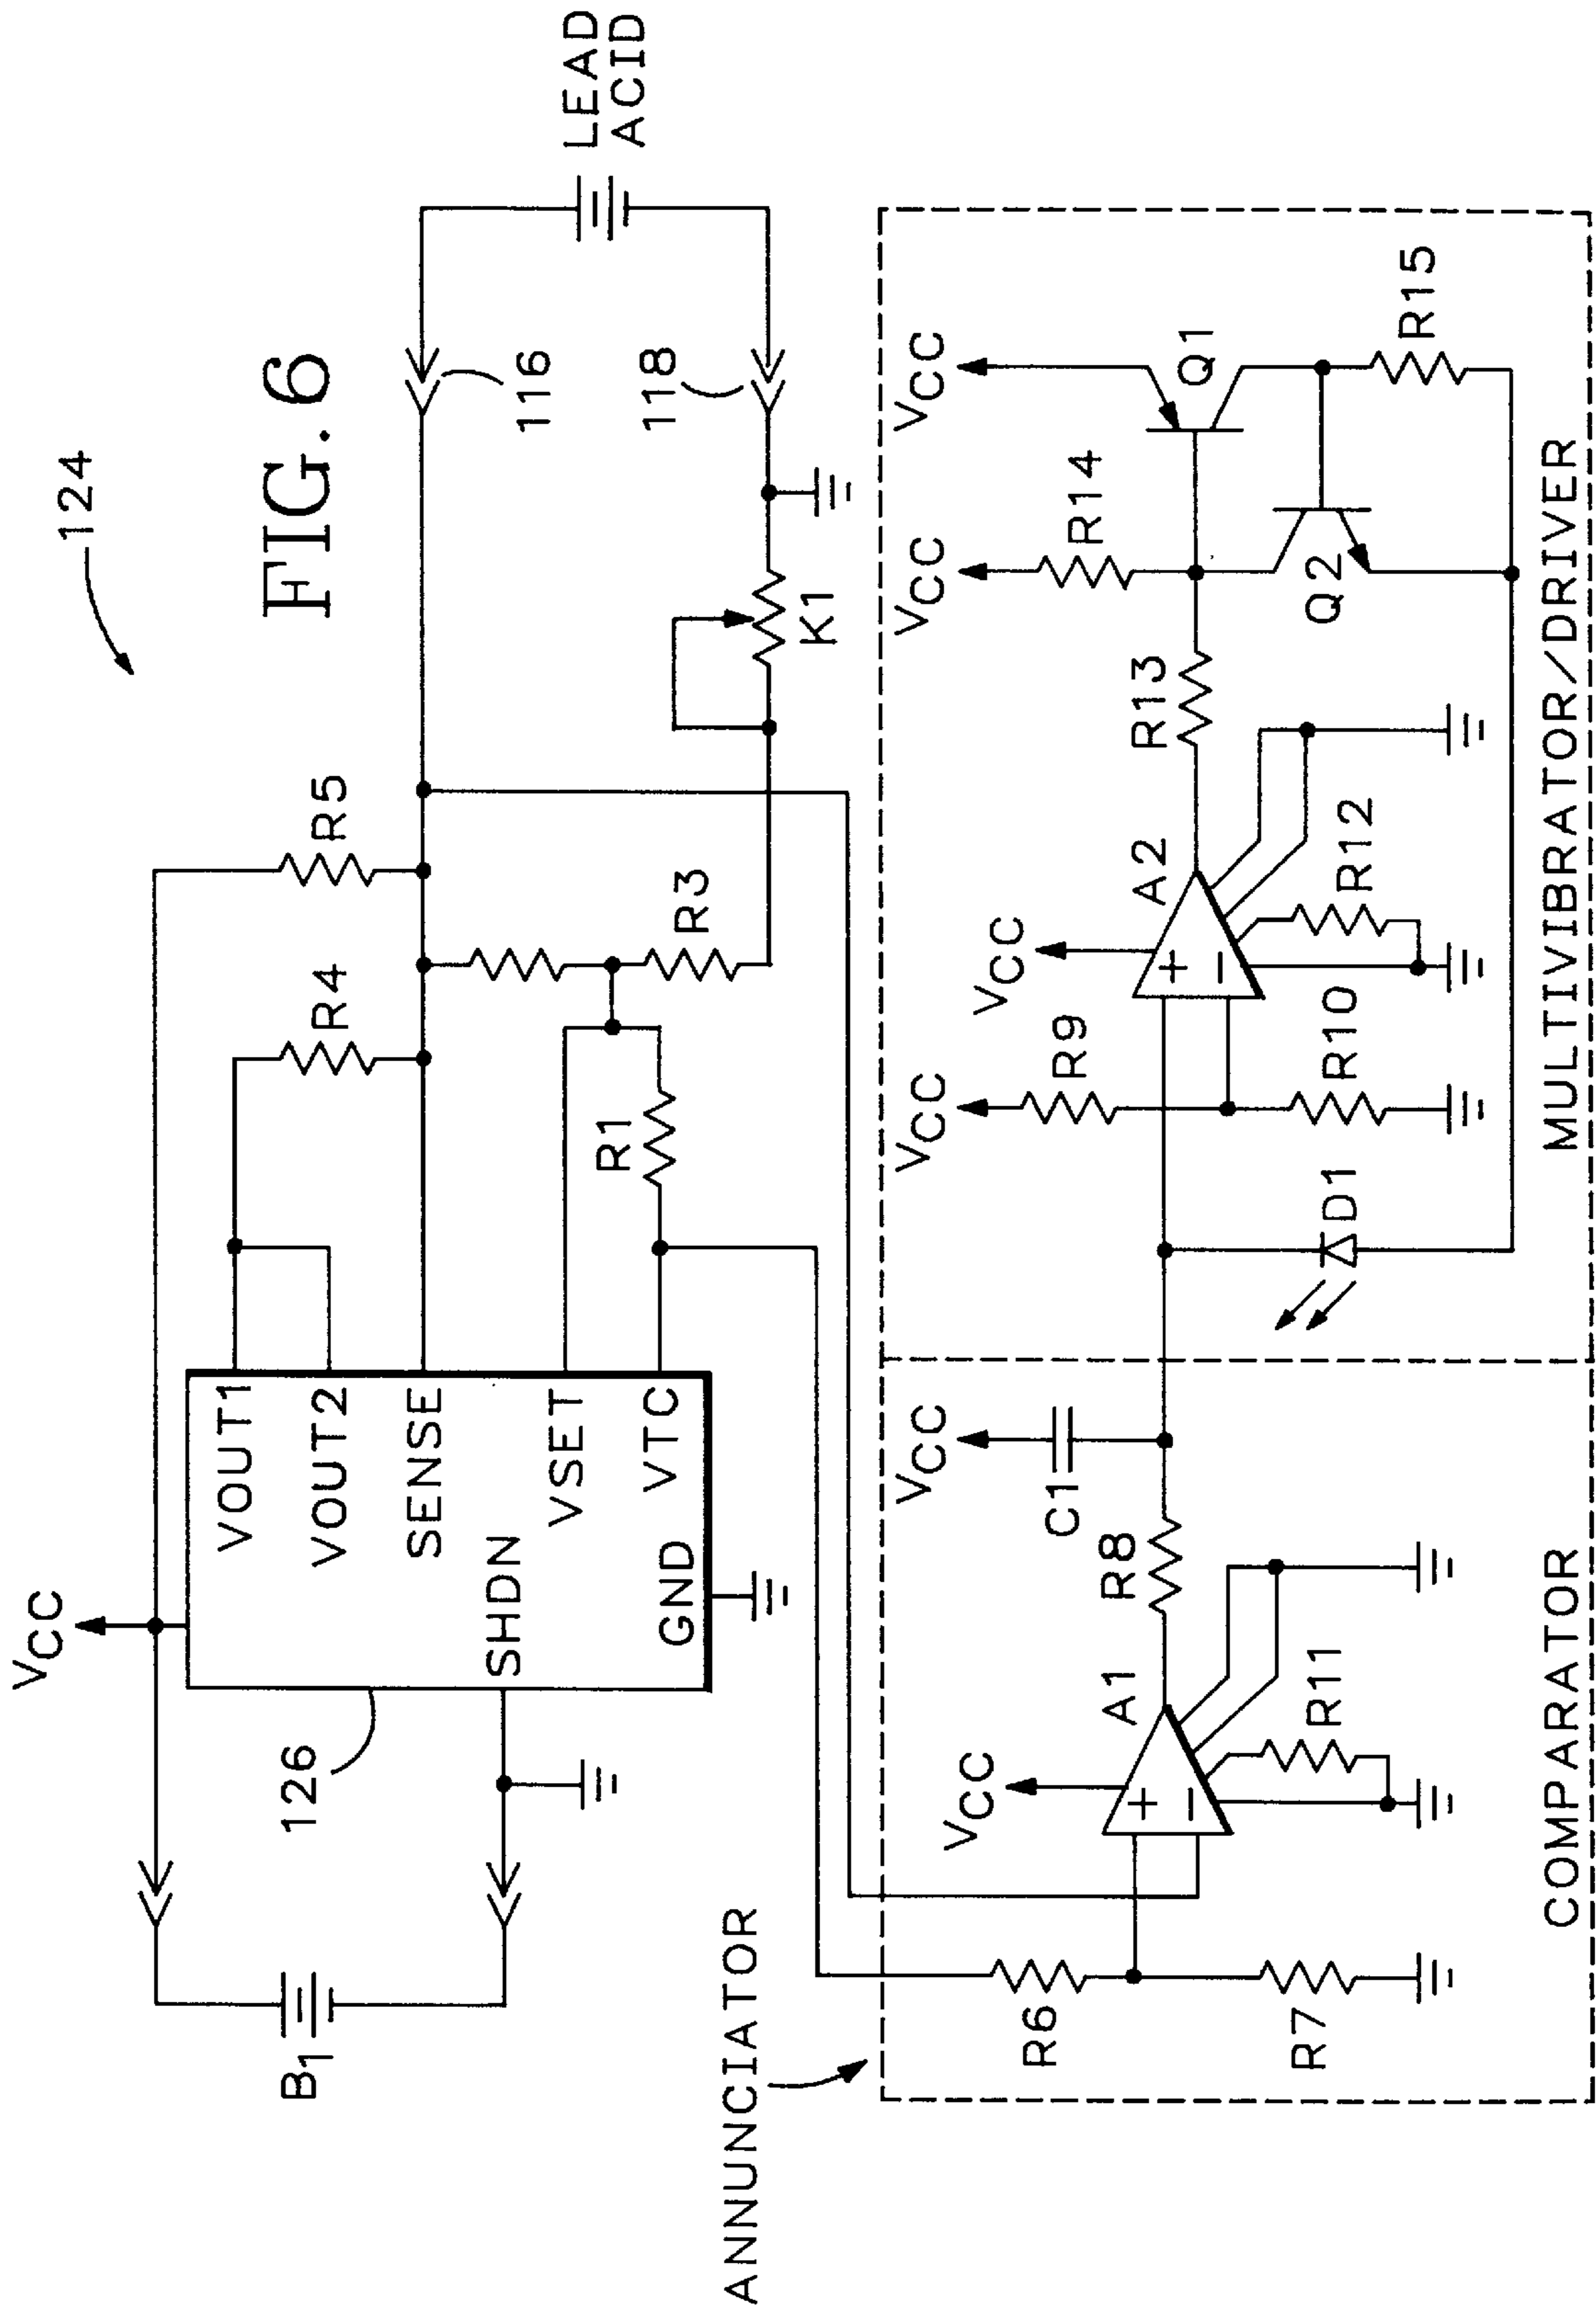 FIG. 6
124
VCC
126
B1
VOUT1
VOUT2
SENSE
SHDN
VSET
VTC
GND
R4
R5
R1
R3
K1
116
118
LEAD
ACID
ANNUNCIATOR
R6
R7
VCC
A1
+
−
R11
R8
VCC
C1
COMPARATOR
D1
VCC
R9
R10
VCC
A2
+
−
R12
R13
VCC
R14
VCC
Q1
Q2
R15
MULTIVIBRATOR/DRIVER